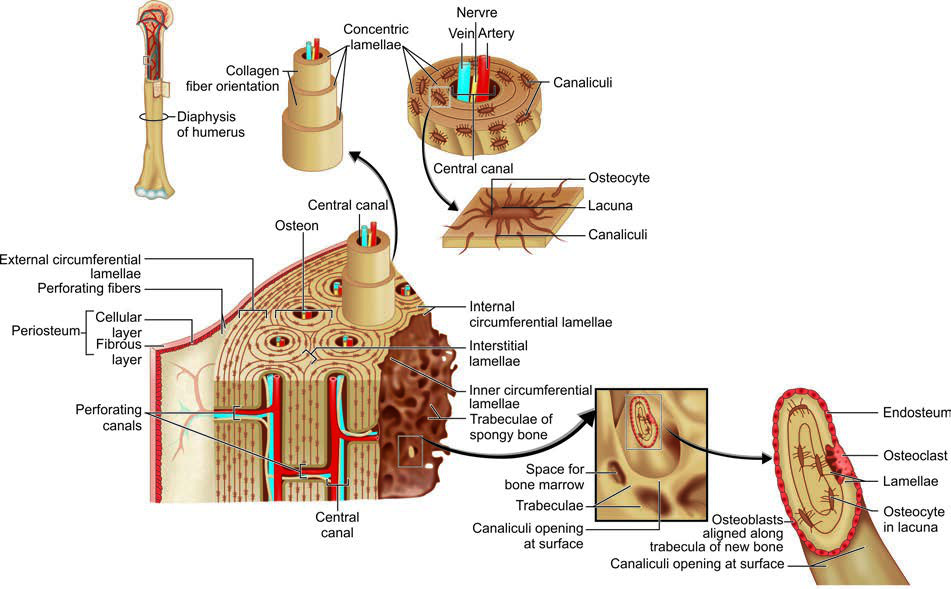 Nervre
Vein Artery
Concentric
lamellae
Collagen
fiber orientation
Canaliculi
Diaphysis
of humerus
Central canal
Osteocyte
Lacuna
Canaliculi
Central canal
Osteon
External circumferential
lamellae
Perforating fibers
Periosteum
Cellular
layer
Fibrous
layer
Internal
circumferential lamellae
Interstitial
lamellae
Inner circumferential
lamellae
Trabeculae of
spongy bone
Perforating
canals
Central
canal
Space for
bone marrow
Trabeculae
Canaliculi opening
at surface
Endosteum
Osteoclast
Lamellae
Osteocyte
in lacuna
Osteoblasts
aligned along
trabecula of new bone
Canaliculi opening at surface